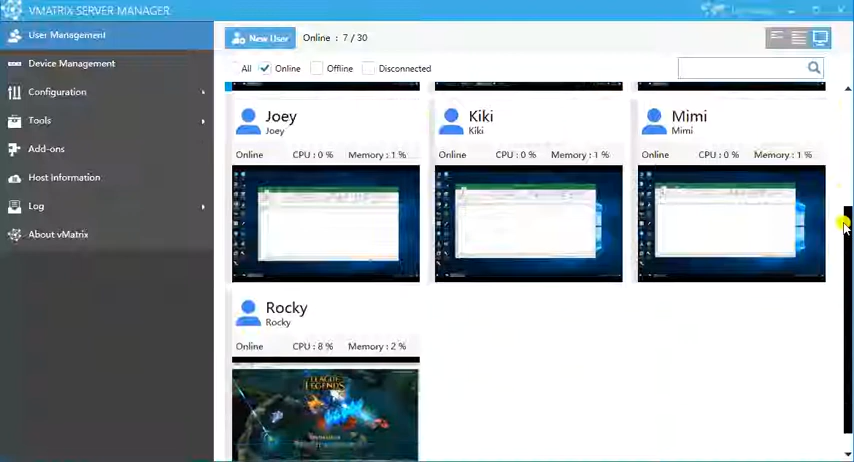 VMATRIX SERVER MANAGER
User Management
Device Management
Configuration
Tools
Add-ons
Host Information
Log
About vMatrix
New User
Online : 7 / 30
All
Online
Offline
Disconnected
Joey
Joey
Online CPU : 0 % Memory : 1 %
Kiki
Kiki
Online CPU : 0 % Memory : 1 %
Mimi
Mimi
Online CPU : 0 % Memory : 1 %
Rocky
Rocky
Online CPU : 8 % Memory : 2 %
LEAGUE
LEGENDS